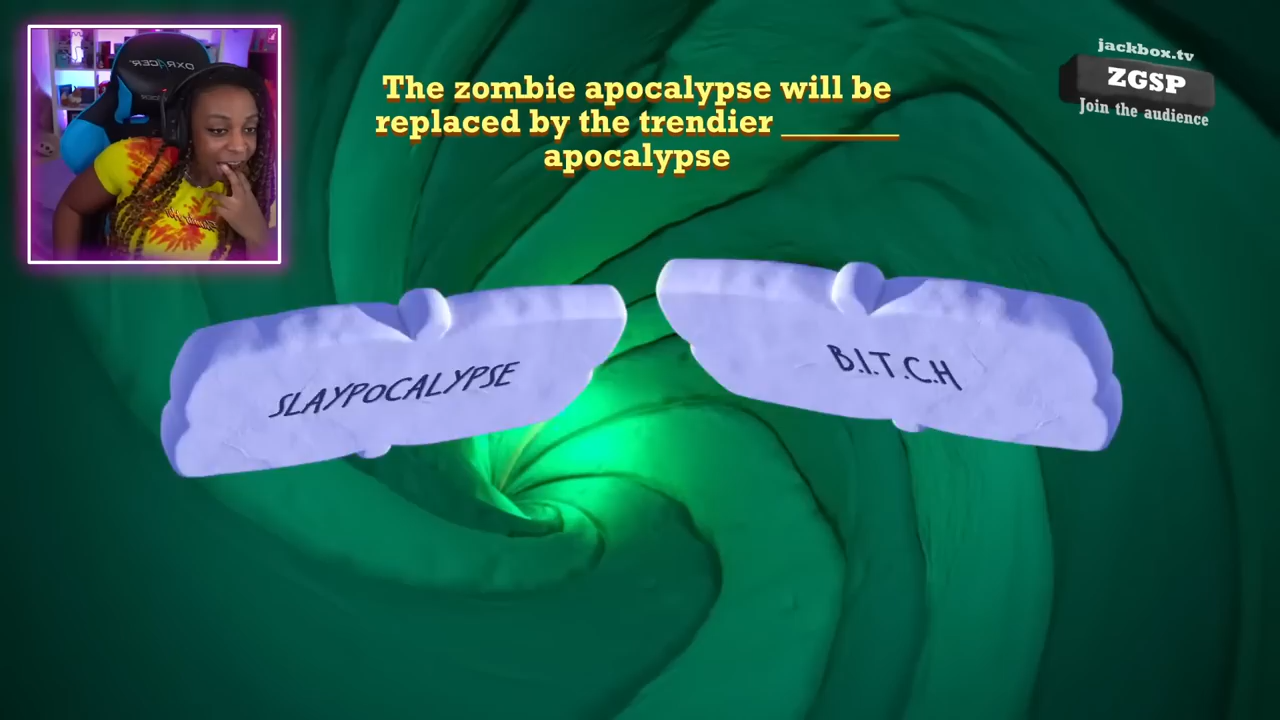 jackbox.tv
ZGSP
Join the audience
The zombie apocalypse will be
replaced by the trendier ________
apocalypse
SLAYPOCALYPSE
B.I.T.C.H